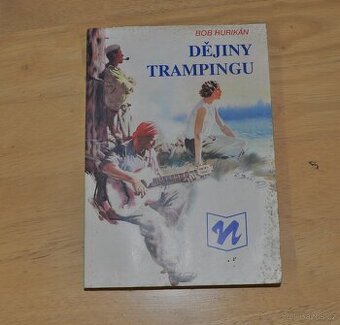 BOB HURIKÁN
DĚJINY
TRAMPINGU
n